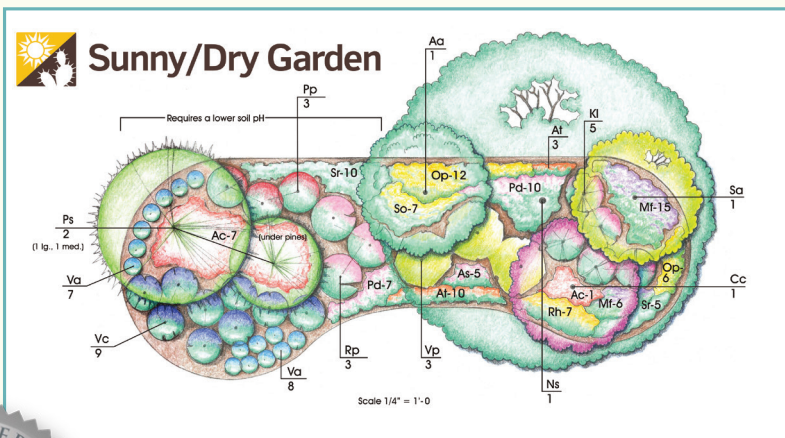 Sunny/Dry Garden
Aa
1
Pp
3
Kl
5
Requires a lower soil pH
At
3
Sr-10
Op-12
Pd-10
So-7
Mf-15
Sa
1
Ps
2
(1 lg., 1 med.)
Ac-7
(under pines)
Va
7
Pd-7
As-5
At-10
Op-
6
Cc
1
Ac-1
Mf-6
Sr-5
Rh-7
Vc
9
Va
8
Rp
3
Vp
3
Ns
1
Scale 1/4" = 1'-0